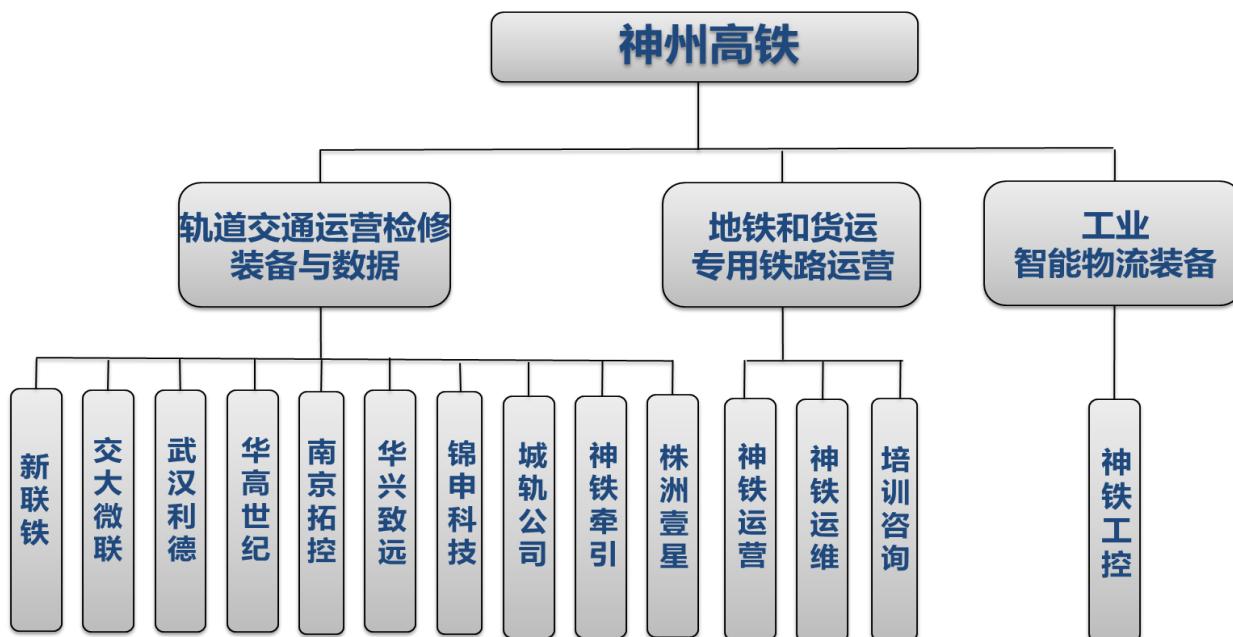 神州高铁
轨道交通运营检修
装备与数据
地铁和货运
专用铁路运营
工业
智能物流装备
新联铁
交大微联
武汉利德
华高世纪
南京拓控
华兴致远
锦申科技
城轨公司
神铁牵引
株洲壹星
神铁运营
神铁运维
培训咨询
神铁工控